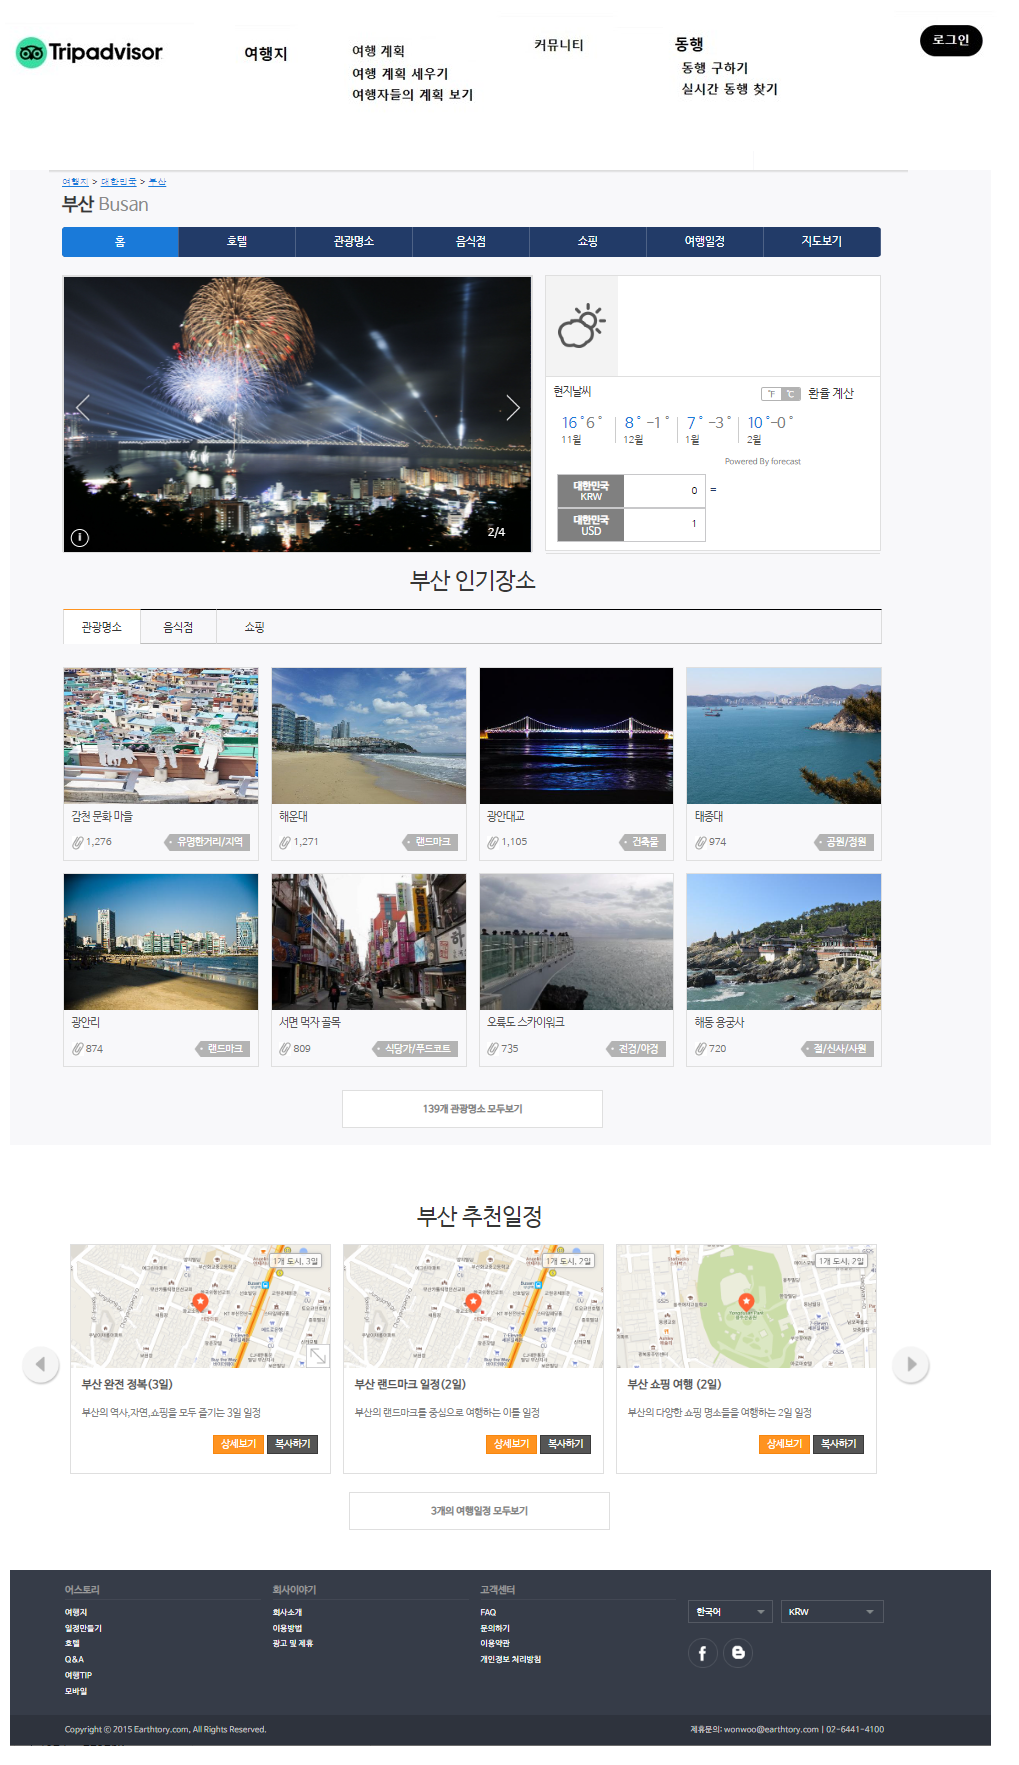 Tripadvisor
여행지
여행 계획
여행 계획 세우기
여행자들의 계획 보기
커뮤니티
동행
동행 구하기
실시간 동행 찾기
로그인
여행지 > 대한민국 > 부산
부산 Busan
홈 호텔 관광명소 음식점 쇼핑 여행일정 지도보기
2/4
현지날씨 °F ℃ 환율 계산
16°6° 8°-1° 7°-3° 10°-0°
11월 12월 1월 2월
Powered By forecast
대한민국 KRW 0 =
대한민국 USD 1
부산 인기장소
관광명소 음식점 쇼핑
감천 문화 마을
1,276 유명한거리/지역
해운대
1,271 랜드마크
광안대교
1,105 건축물
태종대
974 공원/정원
광안리
874 랜드마크
서면 먹자 골목
809 식당가/푸드코트
오륙도 스카이워크
735 전경/야경
해동 용궁사
720 절/신사/사원
139개 관광명소 모두보기
부산 추천일정
1개 도시, 3일
부산 완전 정복(3일)
부산의 역사,자연,쇼핑을 모두 즐기는 3일 일정
상세보기 복사하기
1개 도시, 2일
부산 랜드마크 일정(2일)
부산의 랜드마크를 중심으로 여행하는 이틀 일정
상세보기 복사하기
1개 도시, 2일
부산 쇼핑 여행 (2일)
부산의 다양한 쇼핑 명소들을 여행하는 2일 일정
상세보기 복사하기
3개의 여행일정 모두보기
어스토리
여행지
일정만들기
호텔
Q&A
여행TIP
모바일
회사이야기
회사소개
이용방법
광고 및 제휴
고객센터
FAQ
문의하기
이용약관
개인정보 처리방침
한국어 KRW
Copyright © 2015 Earthtory.com, All Rights Reserved.
제휴문의: wonwoo@earthtory.com | 02-6441-4100